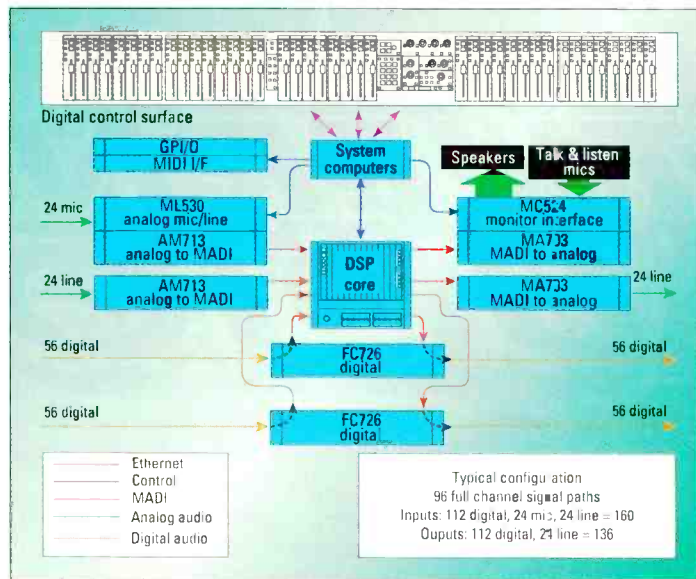 Digital control surface
GPI/O
MIDI I/F
System
computers
Speakers
Talk & listen
mics
24 mic
ML530
analog mic/line
AM713
analog to MADI
MC524
monitor interface
MA703
MADI to analog
DSP
core
24 line
AM713
analog to MADI
MA703
MADI to analog
24 line
56 digital
FC726
digital
56 digital
56 digital
FC726
digita
56 digital
Ethernet
Control
MADI
Analog audio
Digital audio
Typical configuration
96 full channel signal paths
Inputs: 112 digital, 24 mic, 24 line = 160
Ouputs: 112 digital, 24 line = 136